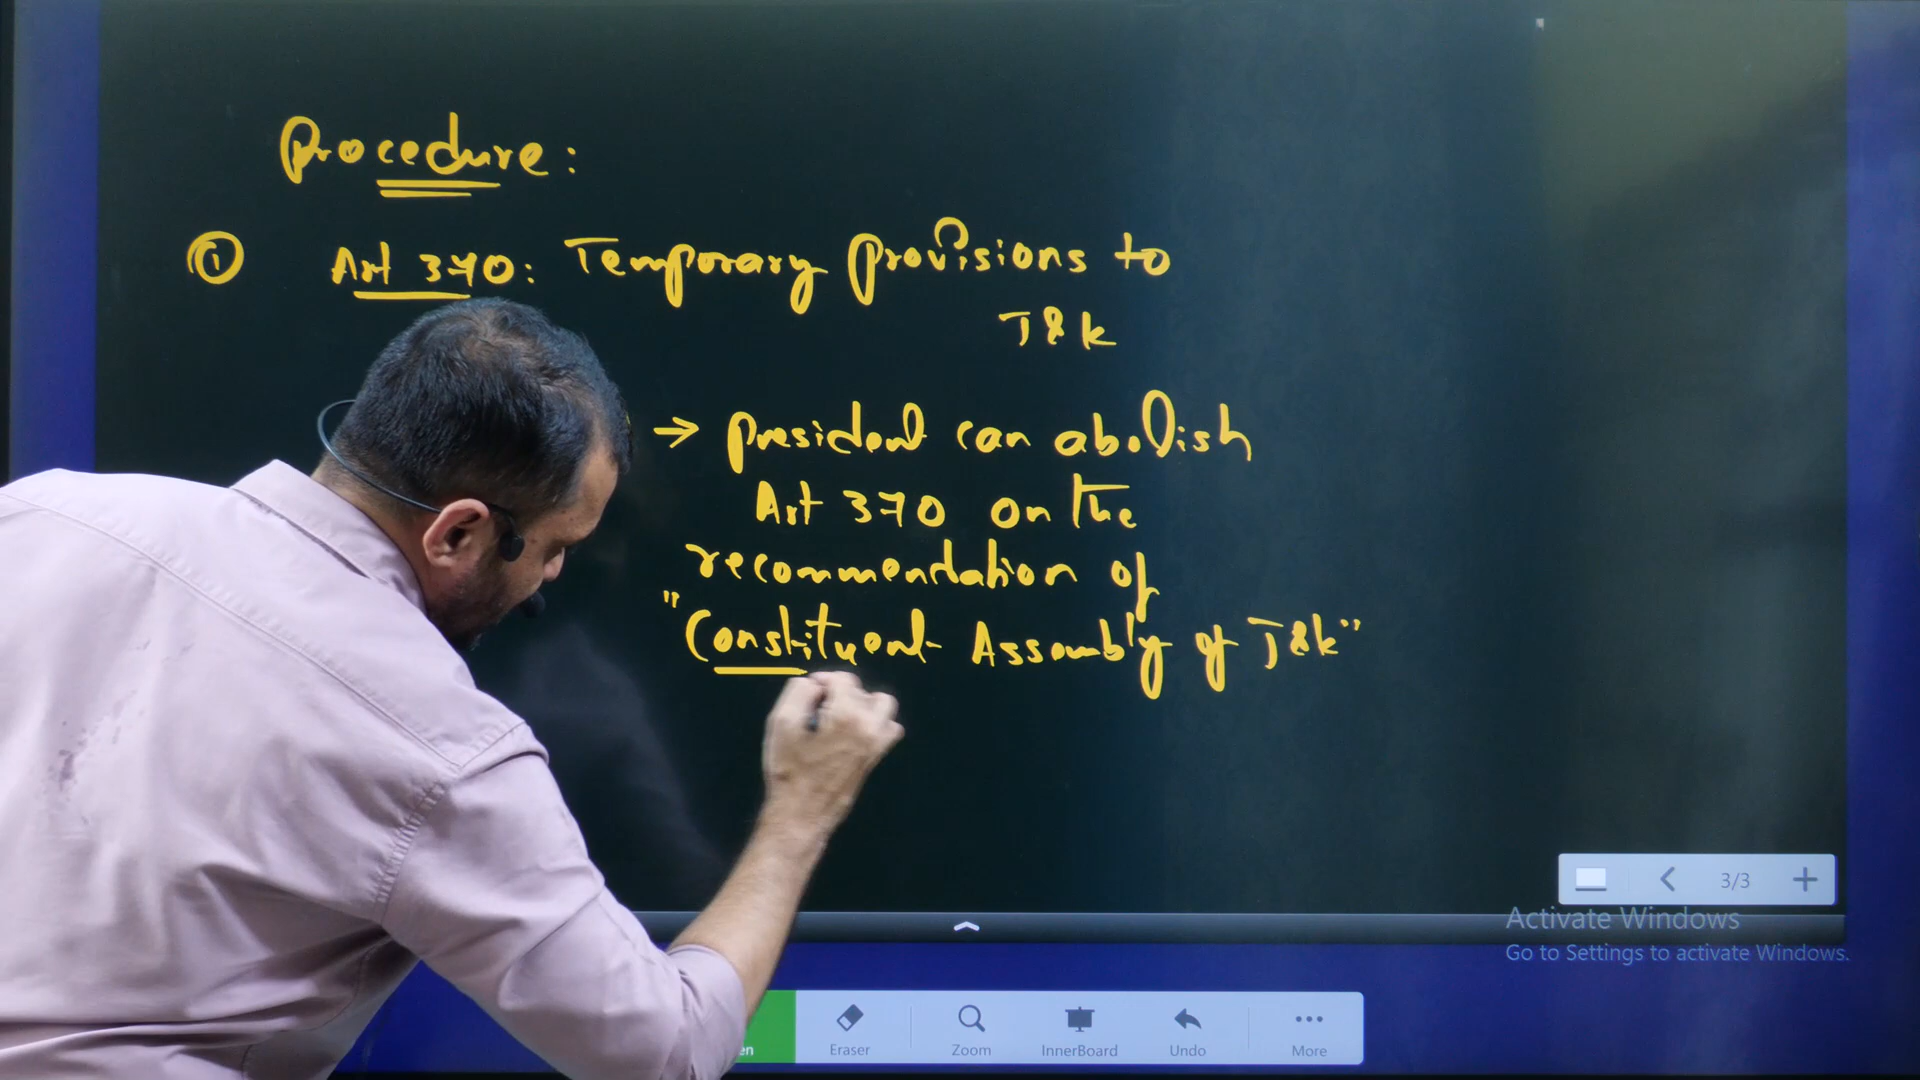 Procedure:
① Art 370: Temporary provisions to
J&K
→ president can abolish
Art 370 on the
recommendation of
"Constituent Assembly of J&K"
3/3
Activate Windows
Go to Settings to activate Windows.
en Eraser Zoom InnerBoard Undo More